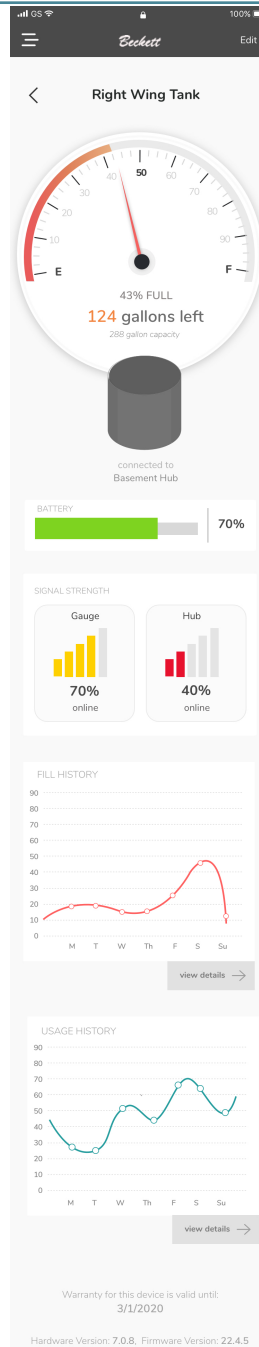 GS 100%
Beckett Edit
Right Wing Tank
10 20 30 40 50 60 70 80 90
E F
43% FULL
124 gallons left
288 gallon capacity
connected to
Basement Hub
BATTERY
70%
SIGNAL STRENGTH
Gauge Hub
70% 40%
online online
FILL HISTORY
90
80
70
60
50
40
30
20
10
0
M T W Th F S Su
view details
USAGE HISTORY
90
80
70
60
50
40
30
20
10
0
M T W Th F S Su
view details
Warranty for this device is valid until:
3/1/2020
Hardware Version: 7.0.8, Firmware Version: 22.4.5